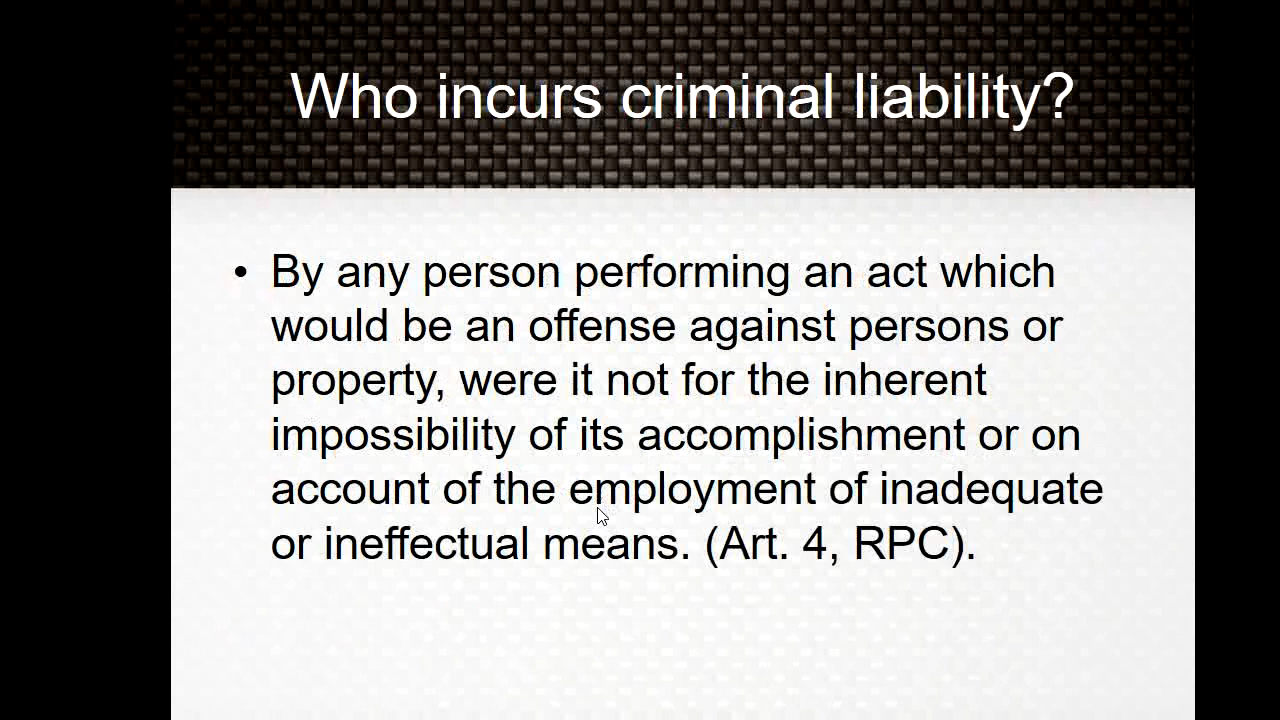 Who incurs criminal liability?
• By any person performing an act which
would be an offense against persons or
property, were it not for the inherent
impossibility of its accomplishment or on
account of the employment of inadequate
or ineffectual means. (Art. 4, RPC).